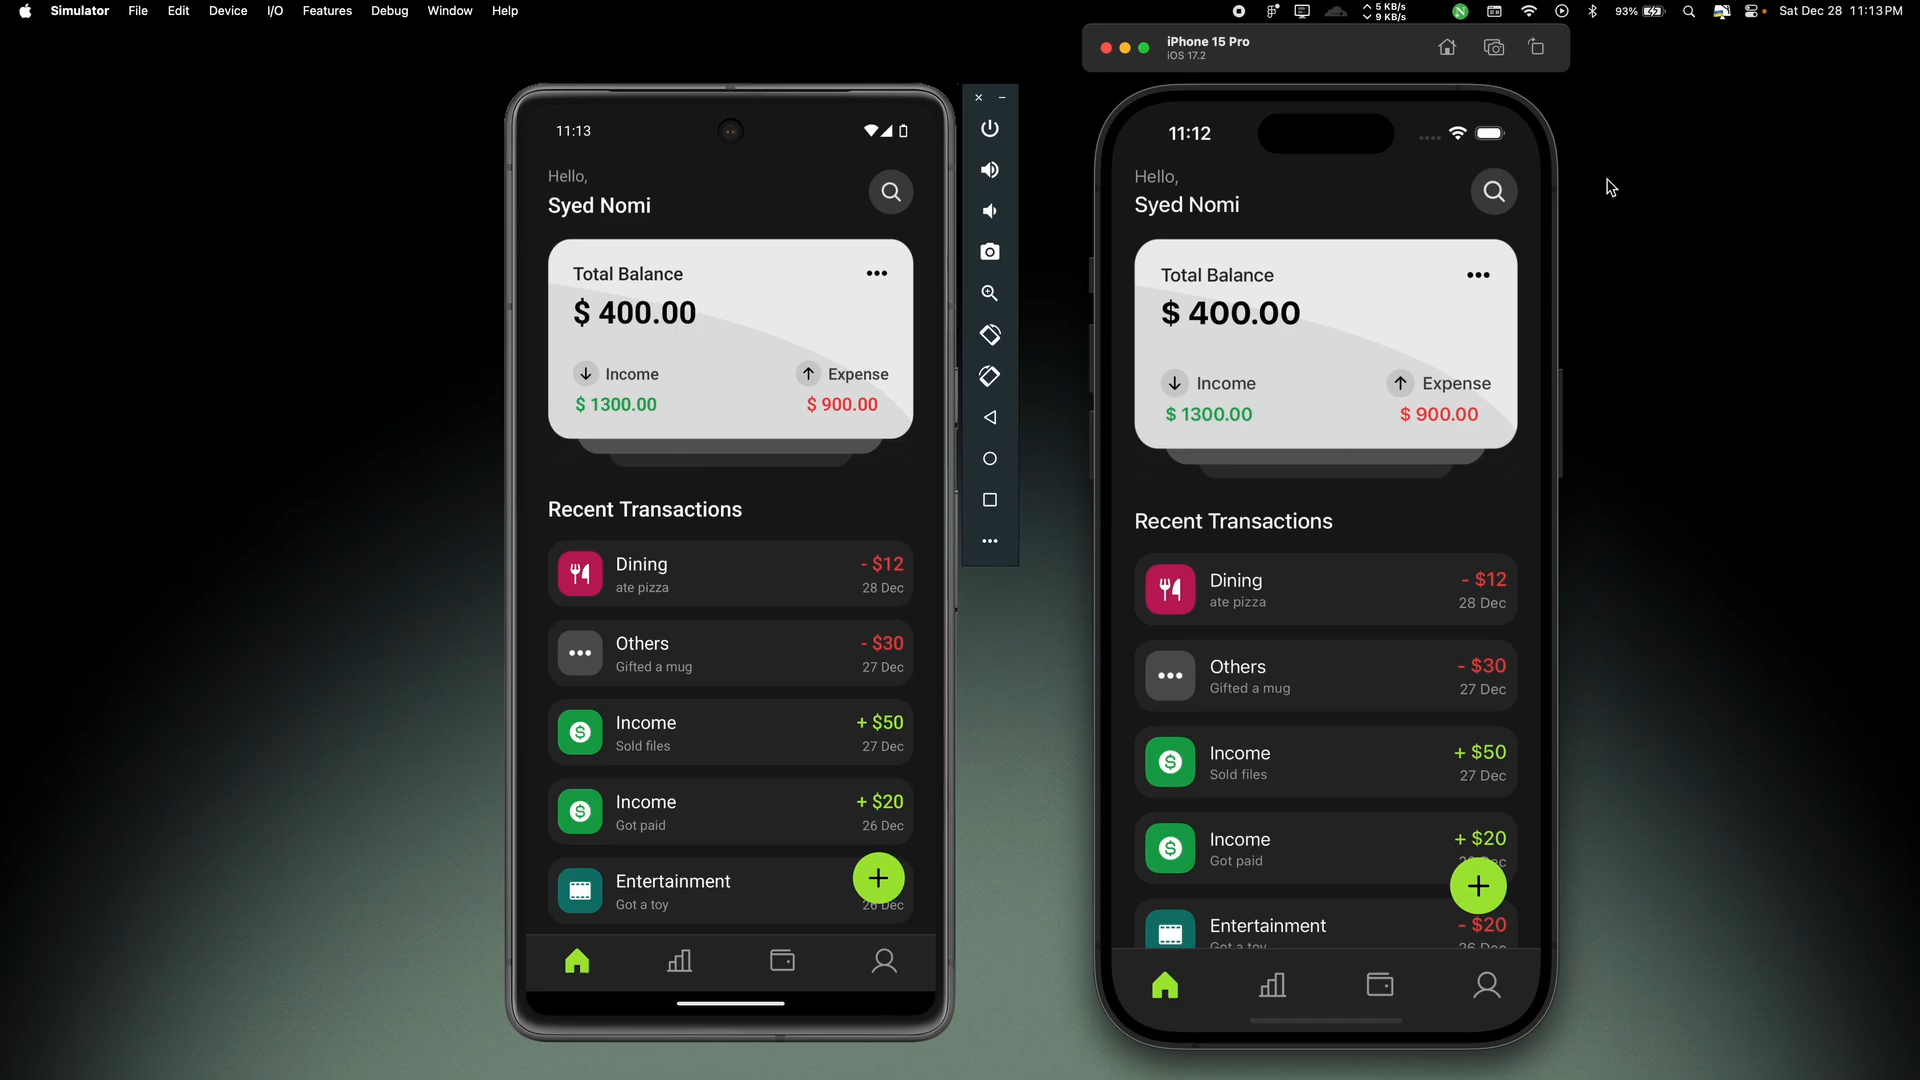 Simulator File Edit Device I/O Features Debug Window Help
5 KB/s
9 KB/s
N
93%
Sat Dec 28 11:13PM
iPhone 15 Pro
iOS 17.2
11:13
Hello,
Syed Nomi
Total Balance
$ 400.00
Income
Expense
$ 1300.00
$ 900.00
Recent Transactions
Dining
- $12
ate pizza
28 Dec
Others
- $30
Gifted a mug
27 Dec
Income
+ $50
Sold files
27 Dec
Income
+ $20
Got paid
26 Dec
Entertainment
Got a toy
26 Dec
11:12
Hello,
Syed Nomi
Total Balance
$ 400.00
Income
Expense
$ 1300.00
$ 900.00
Recent Transactions
Dining
- $12
ate pizza
28 Dec
Others
- $30
Gifted a mug
27 Dec
Income
+ $50
Sold files
27 Dec
Income
+ $20
Got paid
Entertainment
- $20
Got a toy
26 Dec